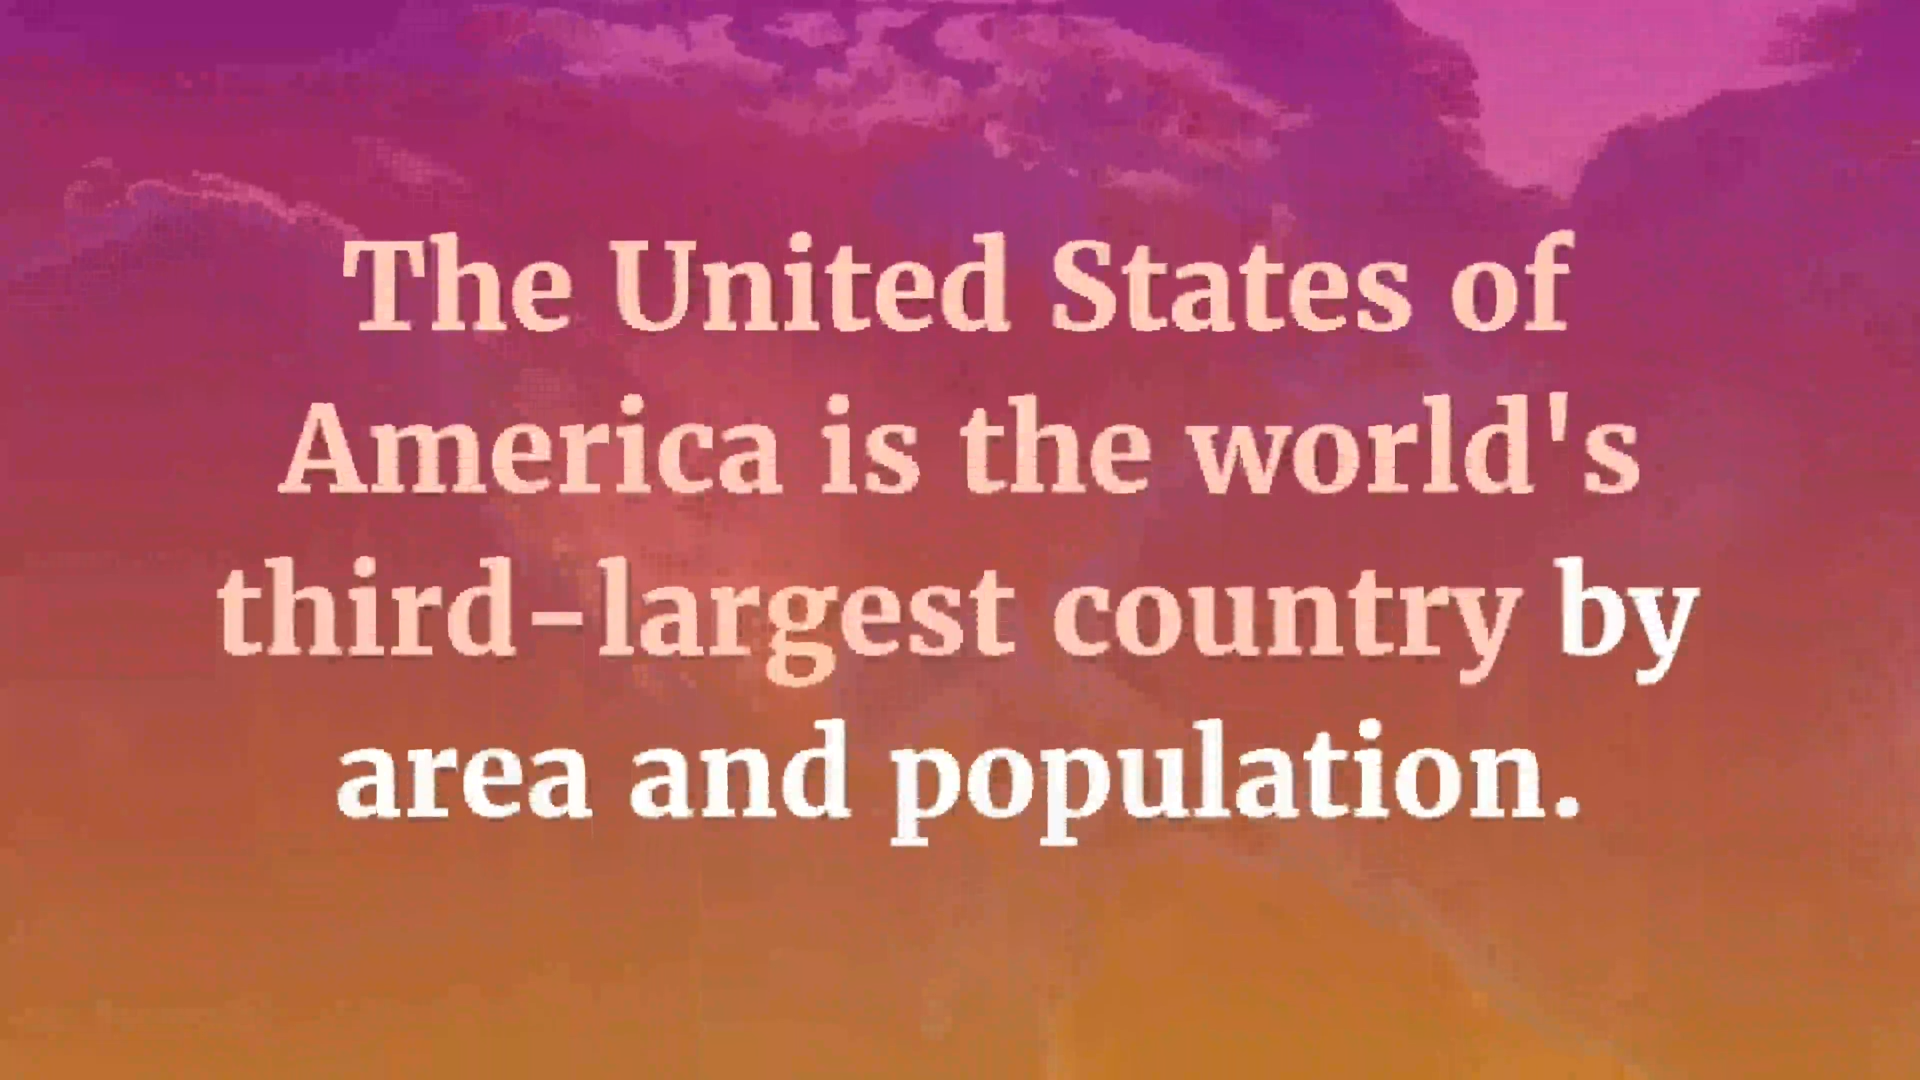 The United States of
America is the world's
third-largest country by
area and population.